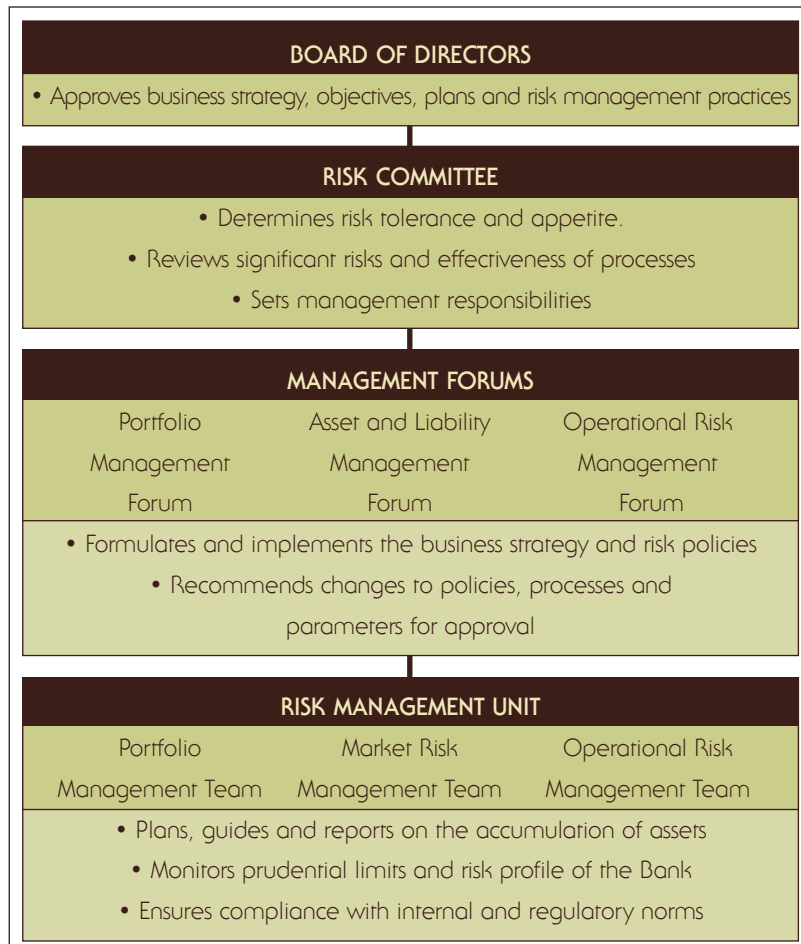 BOARD OF DIRECTORS
• Approves business strategy, objectives, plans and risk management practices
RISK COMMITTEE
• Determines risk tolerance and appetite.
• Reviews significant risks and effectiveness of processes
• Sets management responsibilities
MANAGEMENT FORUMS
Portfolio Asset and Liability Operational Risk
Management Management Management
Forum Forum Forum
• Formulates and implements the business strategy and risk policies
• Recommends changes to policies, processes and
parameters for approval
RISK MANAGEMENT UNIT
Portfolio Market Risk Operational Risk
Management Team Management Team Management Team
• Plans, guides and reports on the accumulation of assets
• Monitors prudential limits and risk profile of the Bank
• Ensures compliance with internal and regulatory norms